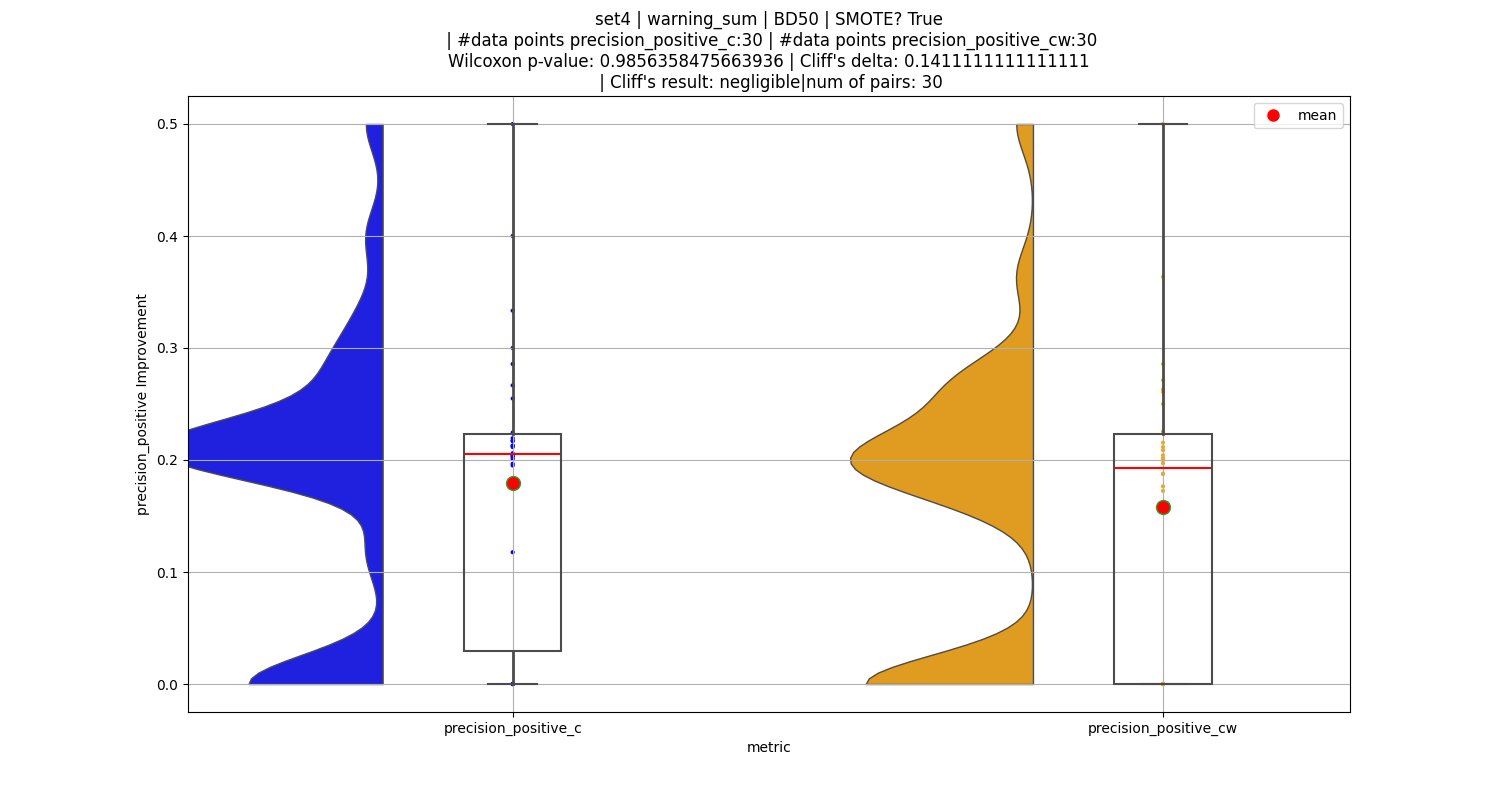 set4 | warning_sum | BD50 | SMOTE? True
| #data points precision_positive_c:30 | #data points precision_positive_cw:30
Wilcoxon p-value: 0.9856358475663936 | Cliff's delta: 0.1411111111111111
| Cliff's result: negligible|num of pairs: 30
mean
0.5
0.4
0.3
0.2
0.1
0.0
precision_positive Improvement
precision_positive_c
precision_positive_cw
metric